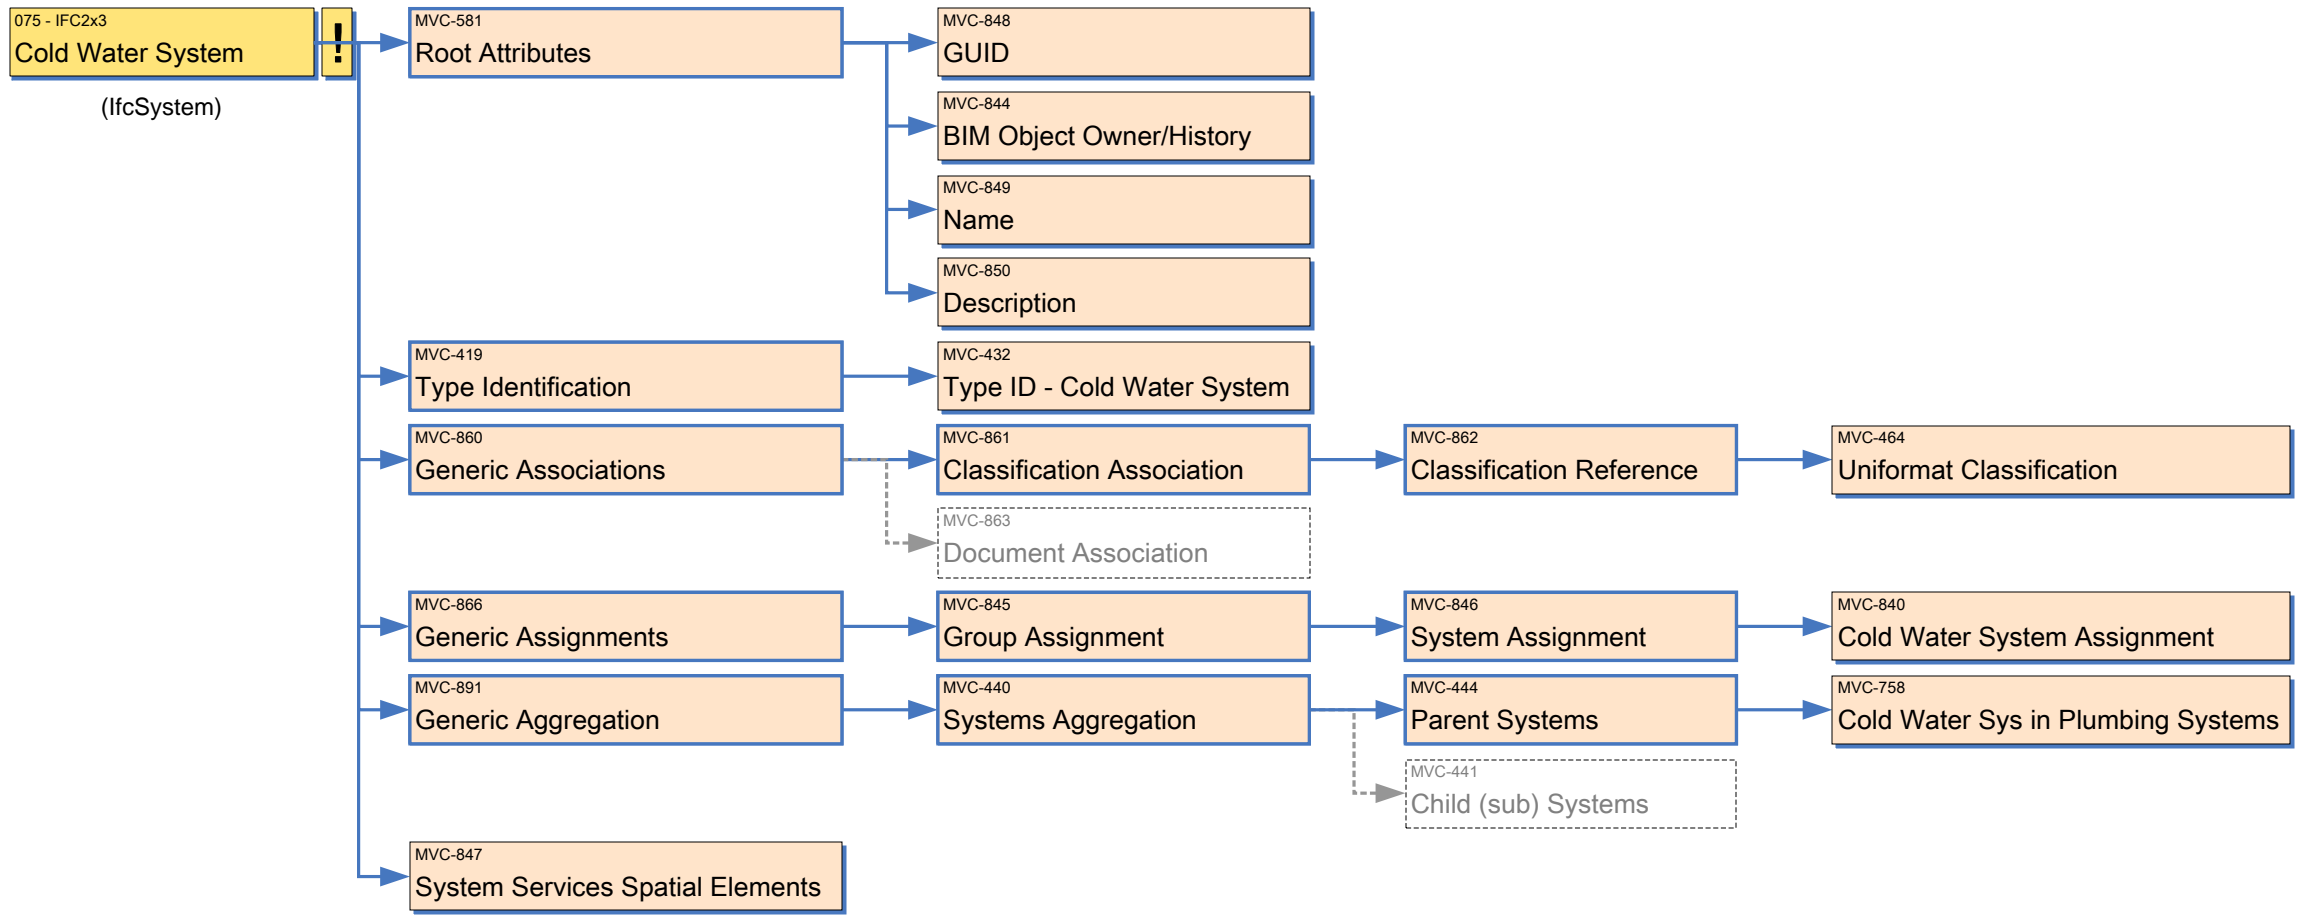 075 - IFC2x3
Cold Water System
!
(IfcSystem)
MVC-581
Root Attributes
MVC-848
GUID
MVC-844
BIM Object Owner/History
MVC-849
Name
MVC-850
Description
MVC-419
Type Identification
MVC-432
Type ID - Cold Water System
MVC-860
Generic Associations
MVC-861
Classification Association
MVC-862
Classification Reference
MVC-464
Uniformat Classification
MVC-863
Document Association
MVC-866
Generic Assignments
MVC-845
Group Assignment
MVC-846
System Assignment
MVC-840
Cold Water System Assignment
MVC-891
Generic Aggregation
MVC-440
Systems Aggregation
MVC-444
Parent Systems
MVC-758
Cold Water Sys in Plumbing Systems
MVC-441
Child (sub) Systems
MVC-847
System Services Spatial Elements